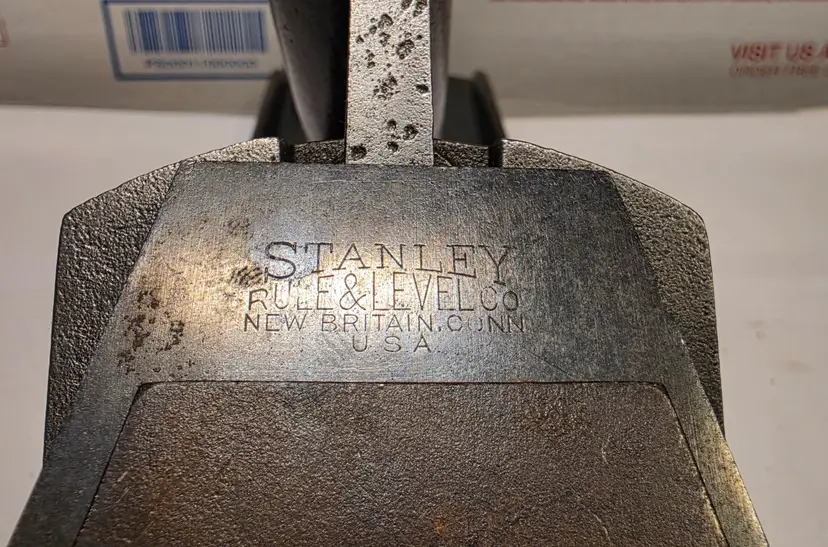 VISIT US A
STANLEY
RULE & LEVEL CO
NEW BRITAIN, CONN.
U S A